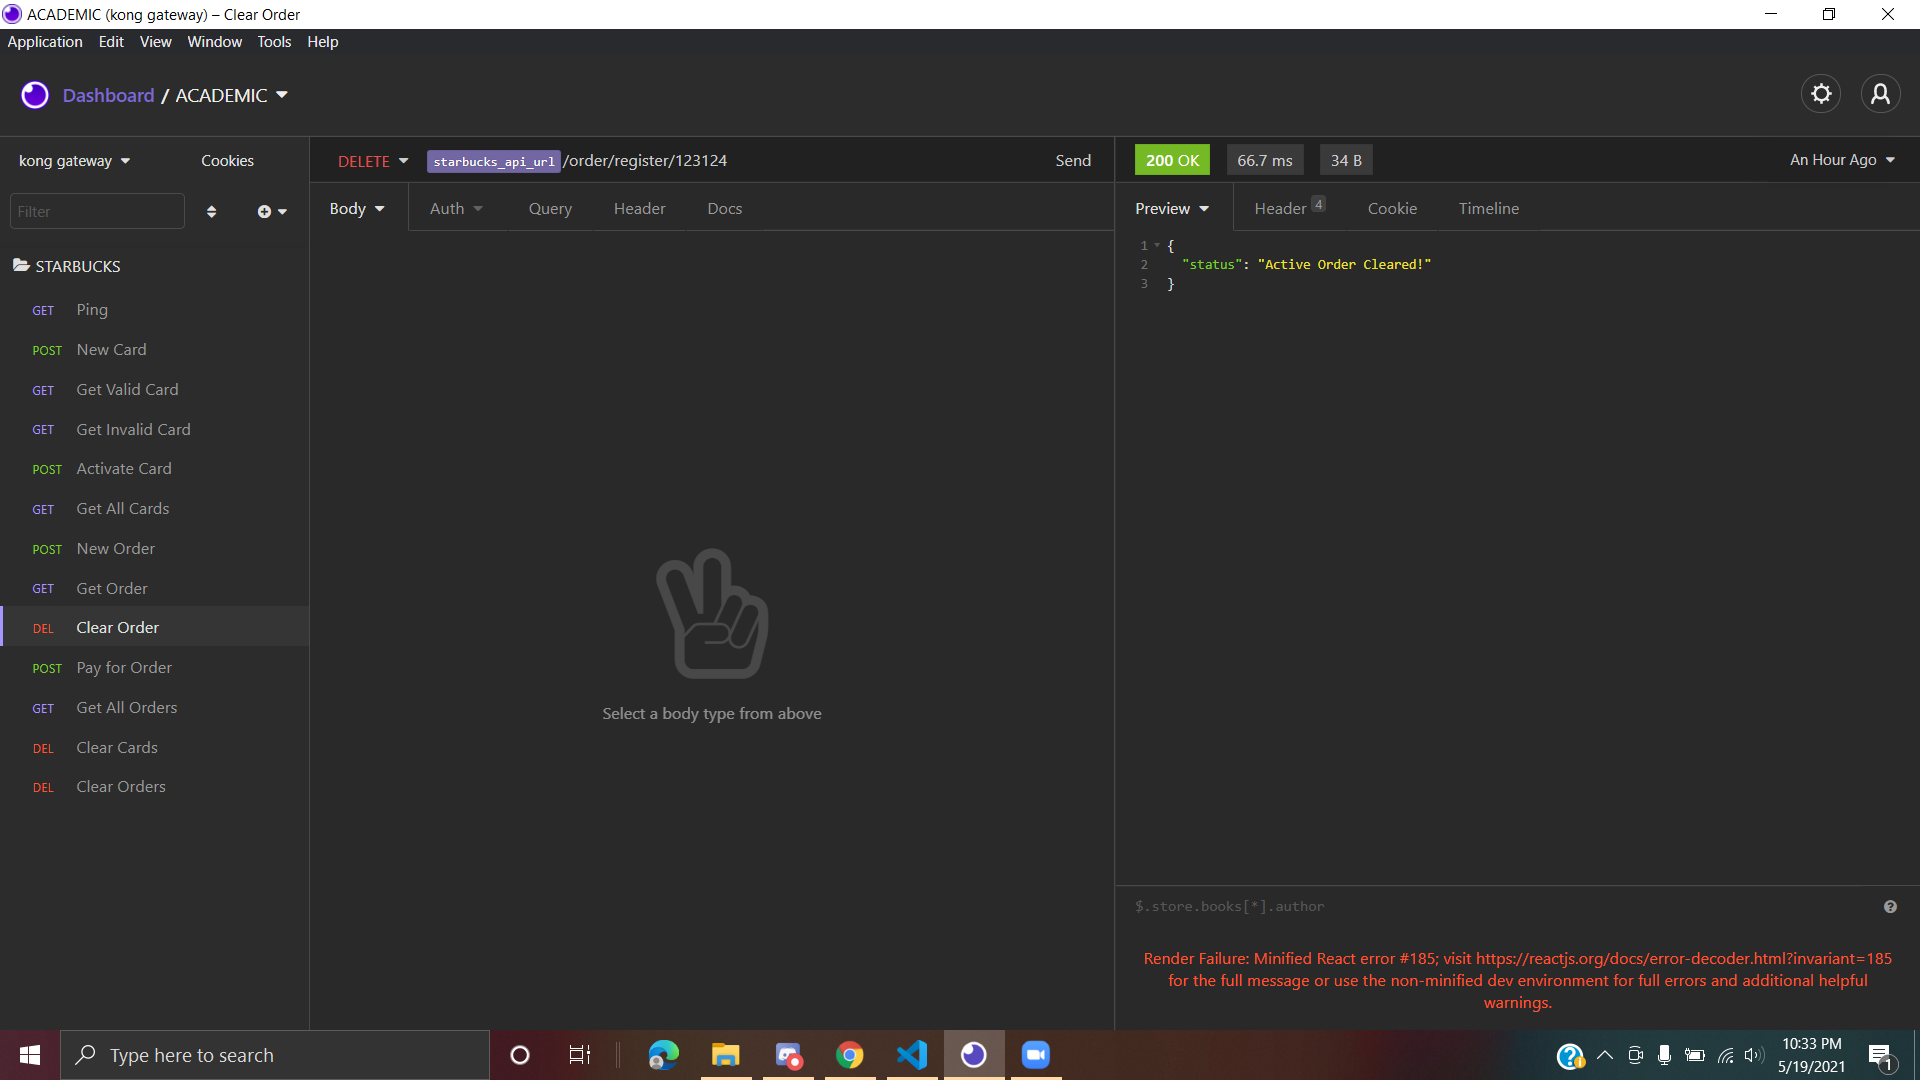 ACADEMIC (kong gateway) – Clear Order
Application Edit View Window Tools Help
Dashboard / ACADEMIC
kong gateway Cookies
DELETE starbucks_api_url /order/register/123124 Send
200 OK 66.7 ms 34 B An Hour Ago
Filter
Body Auth Query Header Docs
Preview Header 4 Cookie Timeline
1 {
2 "status": "Active Order Cleared!"
3 }
STARBUCKS
GET Ping
POST New Card
GET Get Valid Card
GET Get Invalid Card
POST Activate Card
GET Get All Cards
POST New Order
GET Get Order
DEL Clear Order
POST Pay for Order
GET Get All Orders
DEL Clear Cards
DEL Clear Orders
Select a body type from above
$.store.books[*].author
Render Failure: Minified React error #185; visit https://reactjs.org/docs/error-decoder.html?invariant=185
for the full message or use the non-minified dev environment for full errors and additional helpful
warnings.
Type here to search
10:33 PM
5/19/2021
1